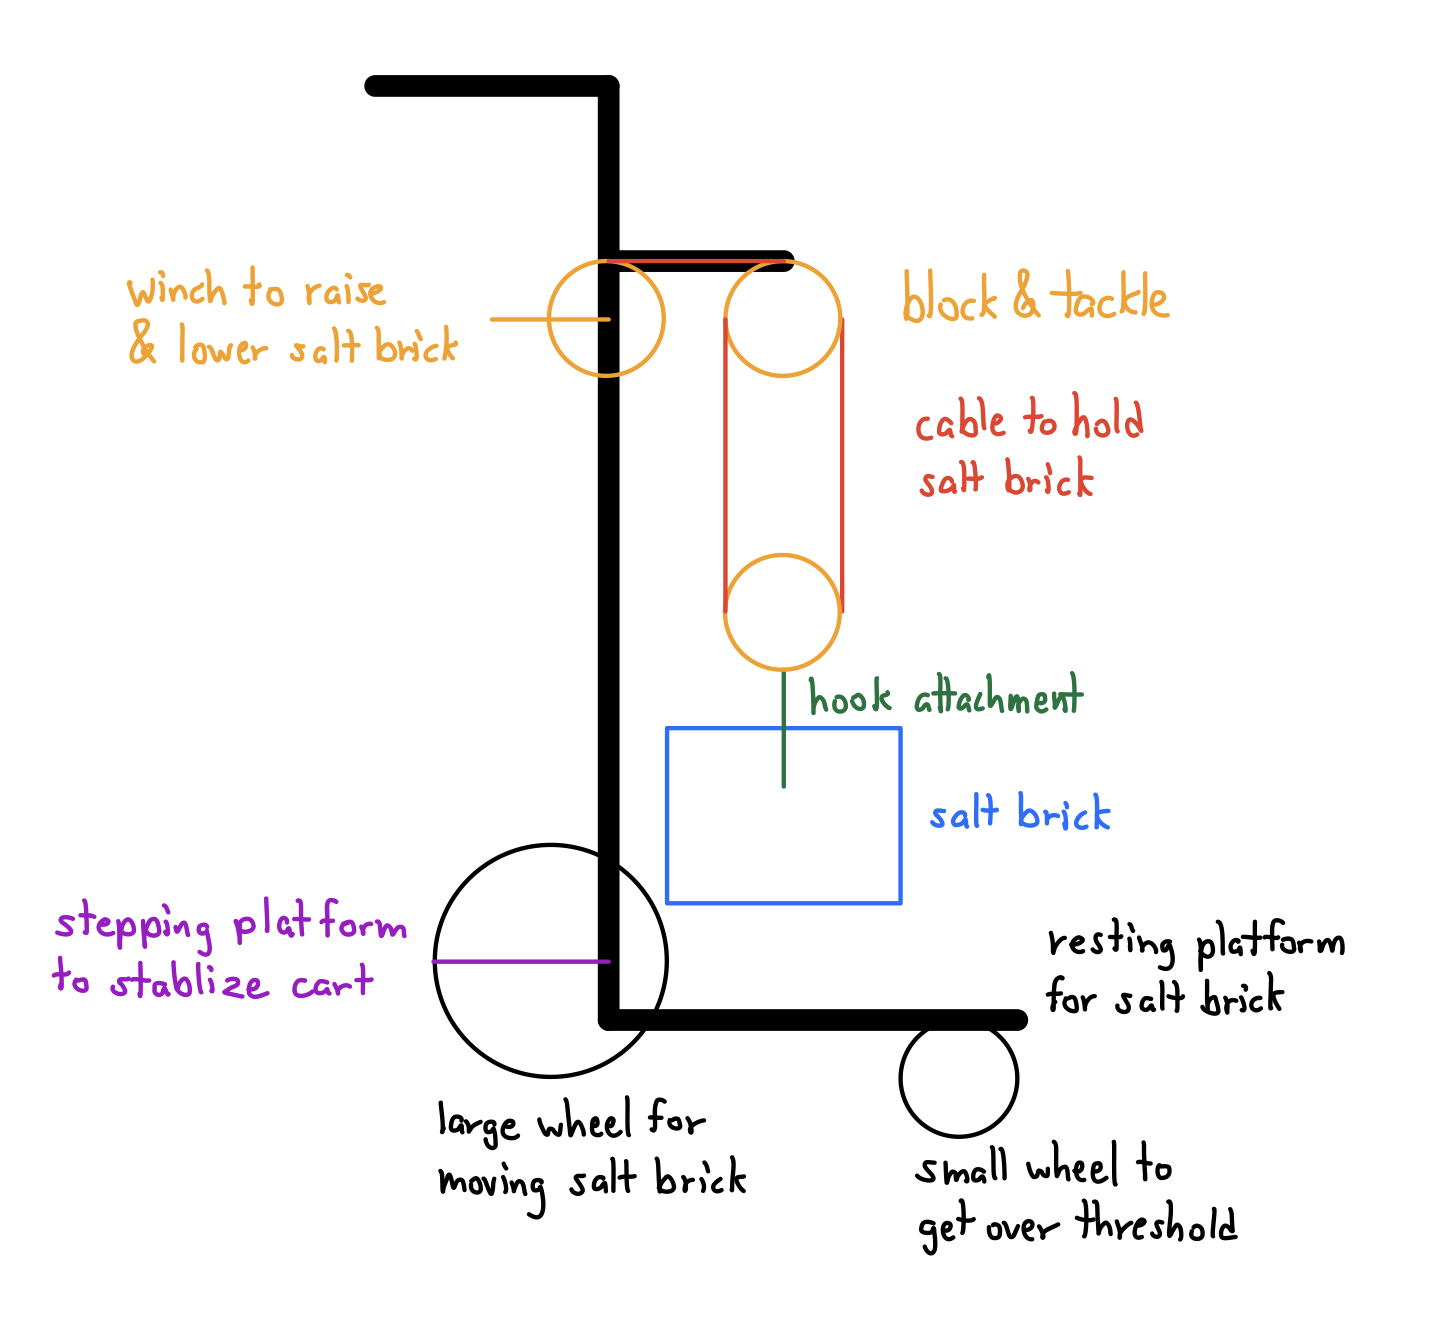 winch to raise
& lower salt brick
block & tackle
cable to hold
salt brick
hook attachment
salt brick
stepping platform
to stablize cart
resting platform
for salt brick
large wheel for
moving salt brick
small wheel to
get over threshold